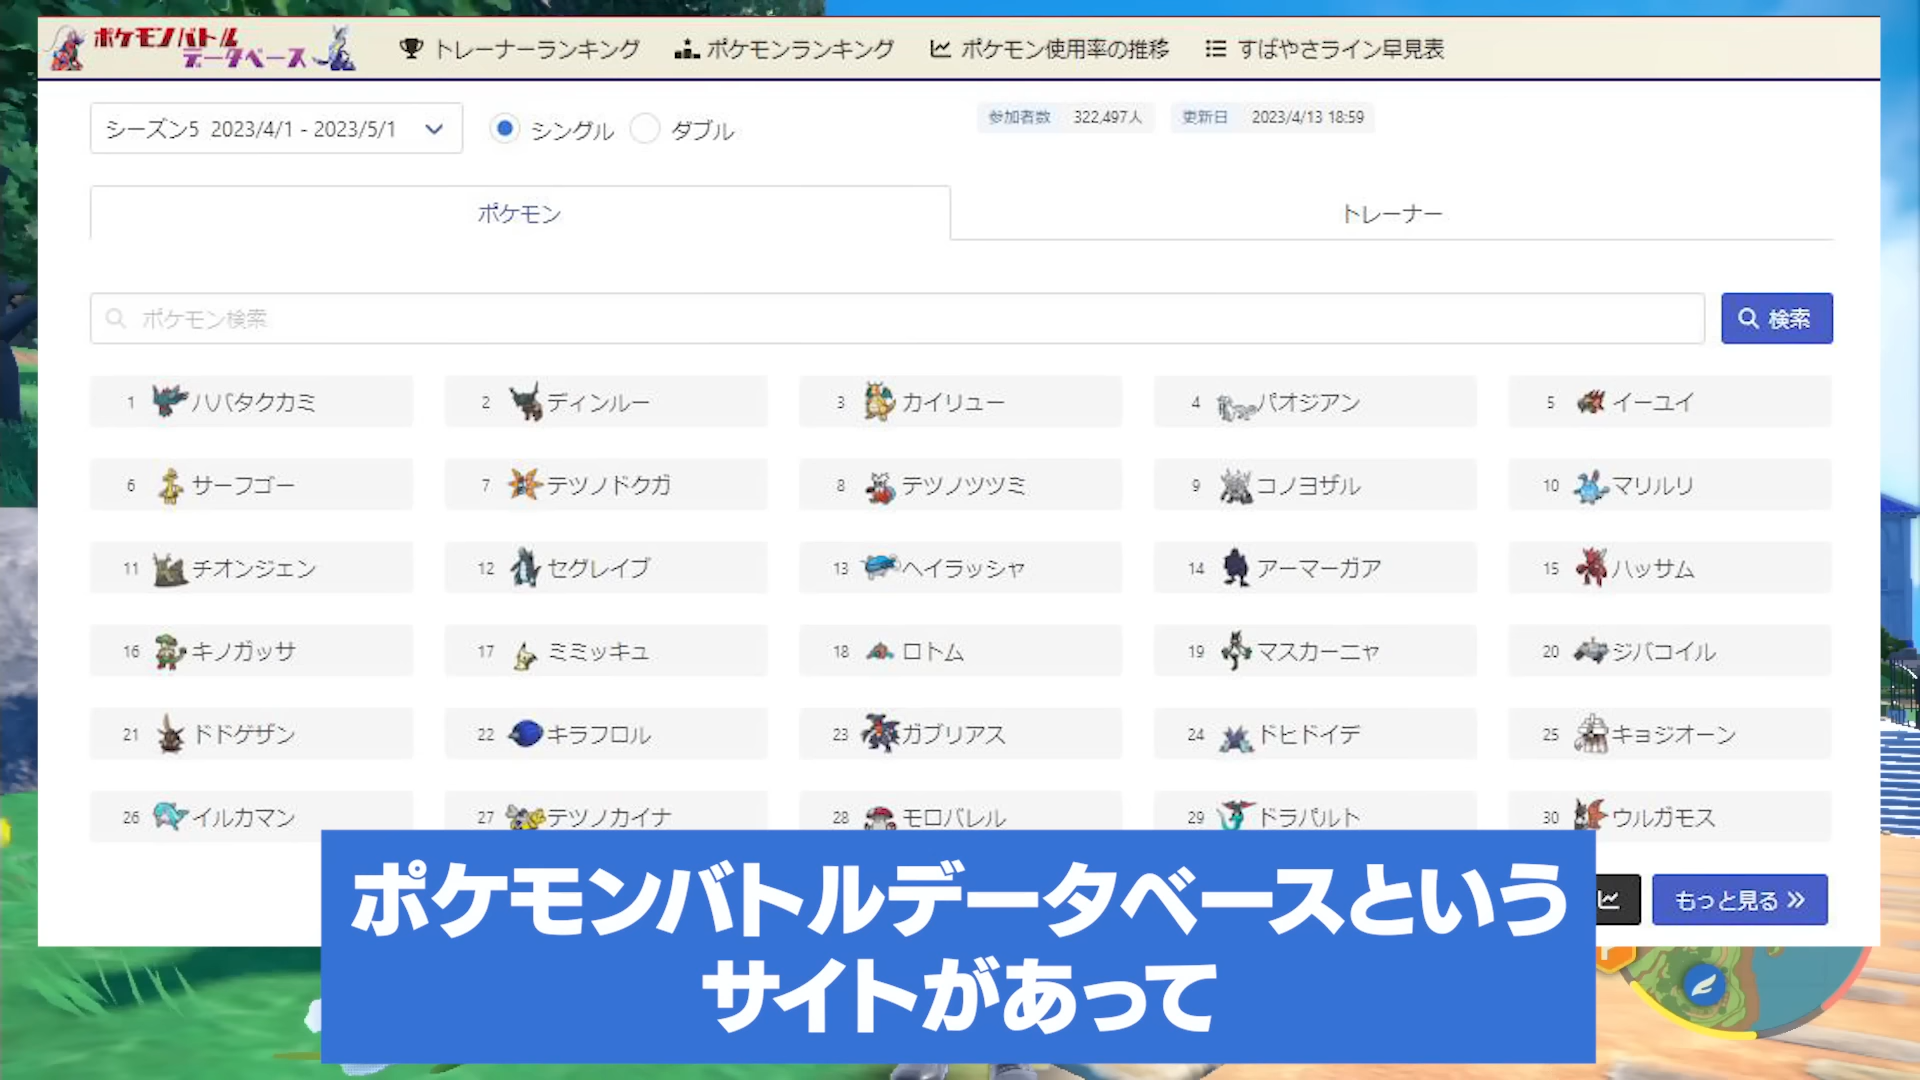 ポケモンバトル
データベース
トレーナーランキング
ポケモンランキング
ポケモン使用率の推移
すばやさライン早見表
シーズン5 2023/4/1 - 2023/5/1
シングル
ダブル
参加者数 322,497人
更新日 2023/4/13 18:59
ポケモン
トレーナー
ポケモン検索
検索
1 ハバタクカミ
2 ディンルー
3 カイリュー
4 パオジアン
5 イーユイ
6 サーフゴー
7 テツノドクガ
8 テツノツツミ
9 コノヨザル
10 マリルリ
11 チオンジェン
12 セグレイブ
13 ヘイラッシャ
14 アーマーガア
15 ハッサム
16 キノガッサ
17 ミミッキュ
18 ロトム
19 マスカーニャ
20 ジバコイル
21 ドドゲザン
22 キラフロル
23 ガブリアス
24 ドヒドイデ
25 キョジオーン
26 イルカマン
27 テツノカイナ
28 モロバレル
29 ドラパルト
30 ウルガモス
もっと見る
ポケモンバトルデータベースという
サイトがあって